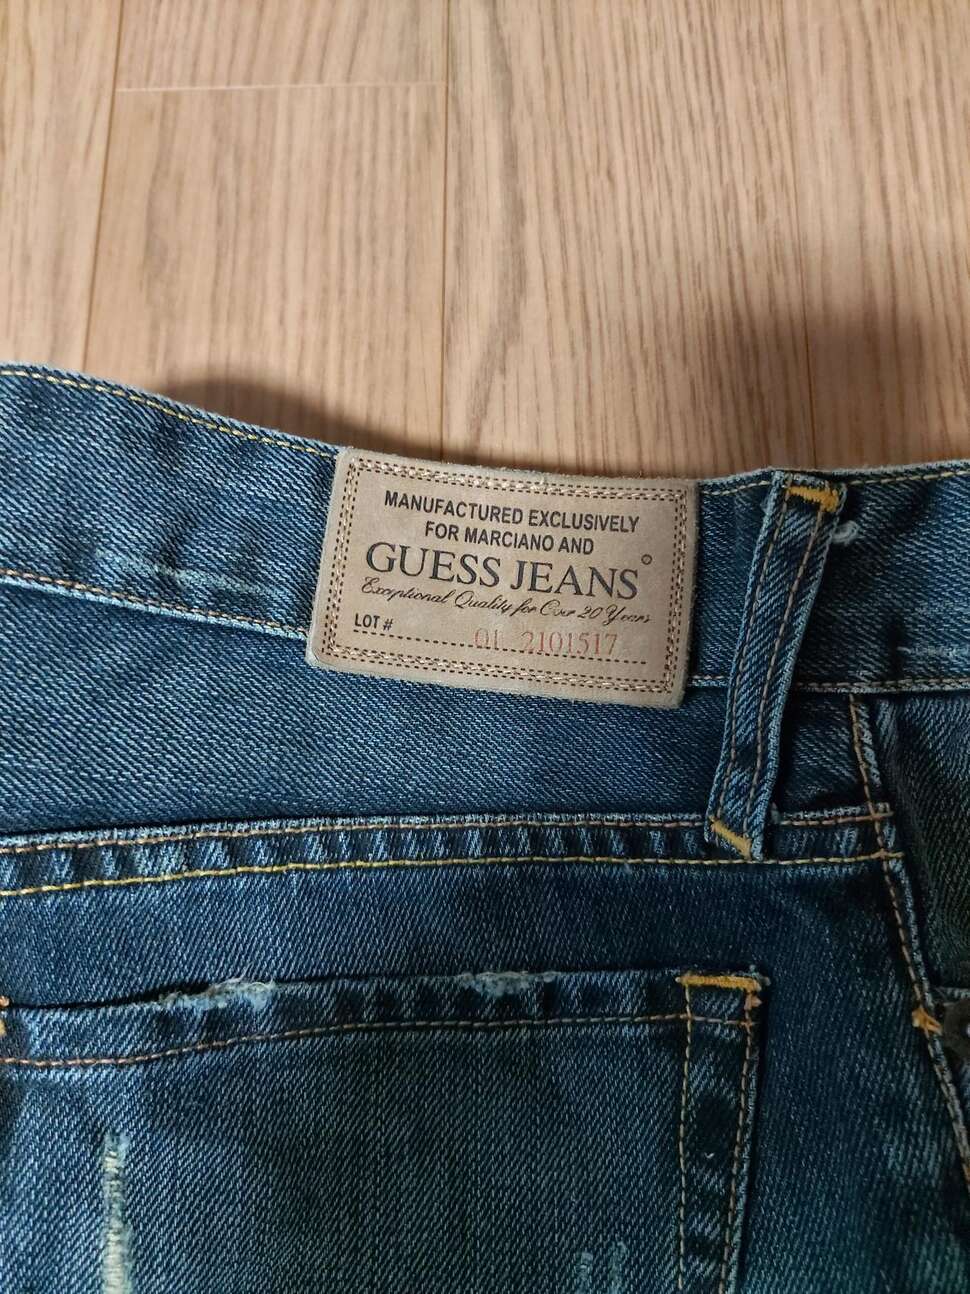 MANUFACTURED EXCLUSIVELY
FOR MARCIANO AND
GUESS JEANS
Exceptional Quality for Over 20 Years
LOT # 01 2101517